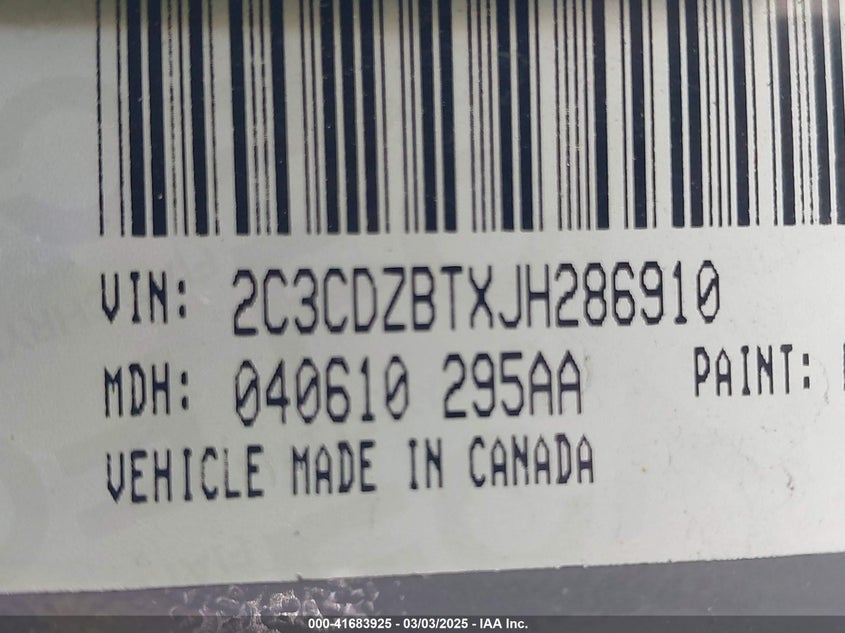 VIN: 2C3CDZBTXJH286910
MDH: 040610 295AA PAINT:
VEHICLE MADE IN CANADA
000-41683925 - 03/03/2025 - IAA Inc.